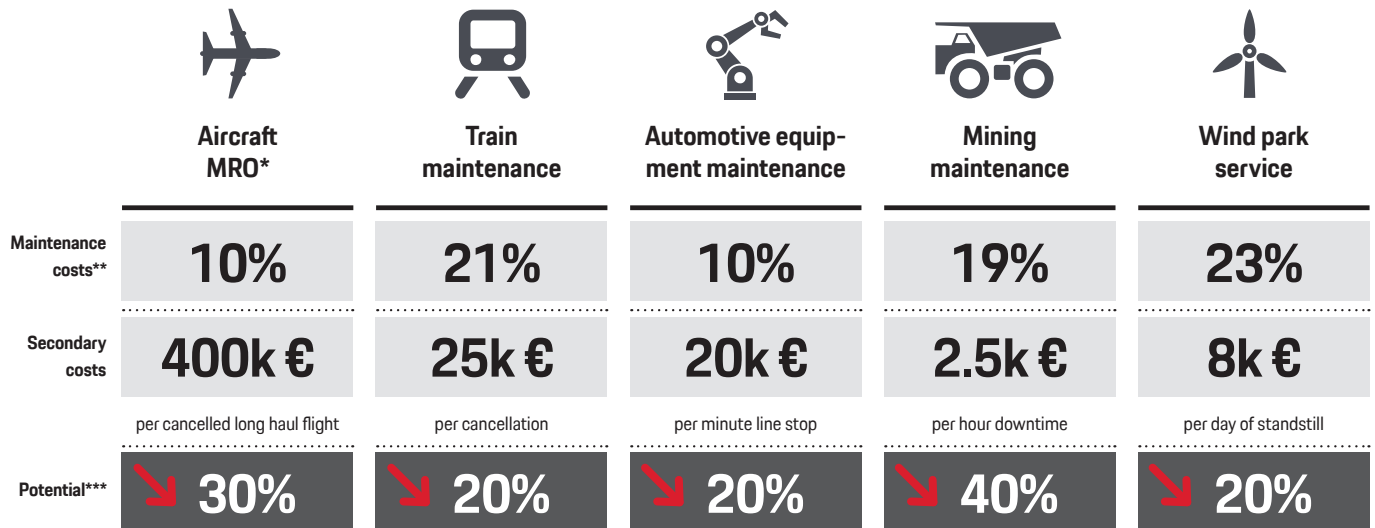 Aircraft
MRO*
Train
maintenance
Automotive equip-
ment maintenance
Mining
maintenance
Wind park
service
Maintenance
costs**
10%
21%
10%
19%
23%
Secondary
costs
400k €
25k €
20k €
2.5k €
8k €
per cancelled long haul flight
per cancellation
per minute line stop
per hour downtime
per day of standstill
Potential***
30%
20%
20%
40%
20%